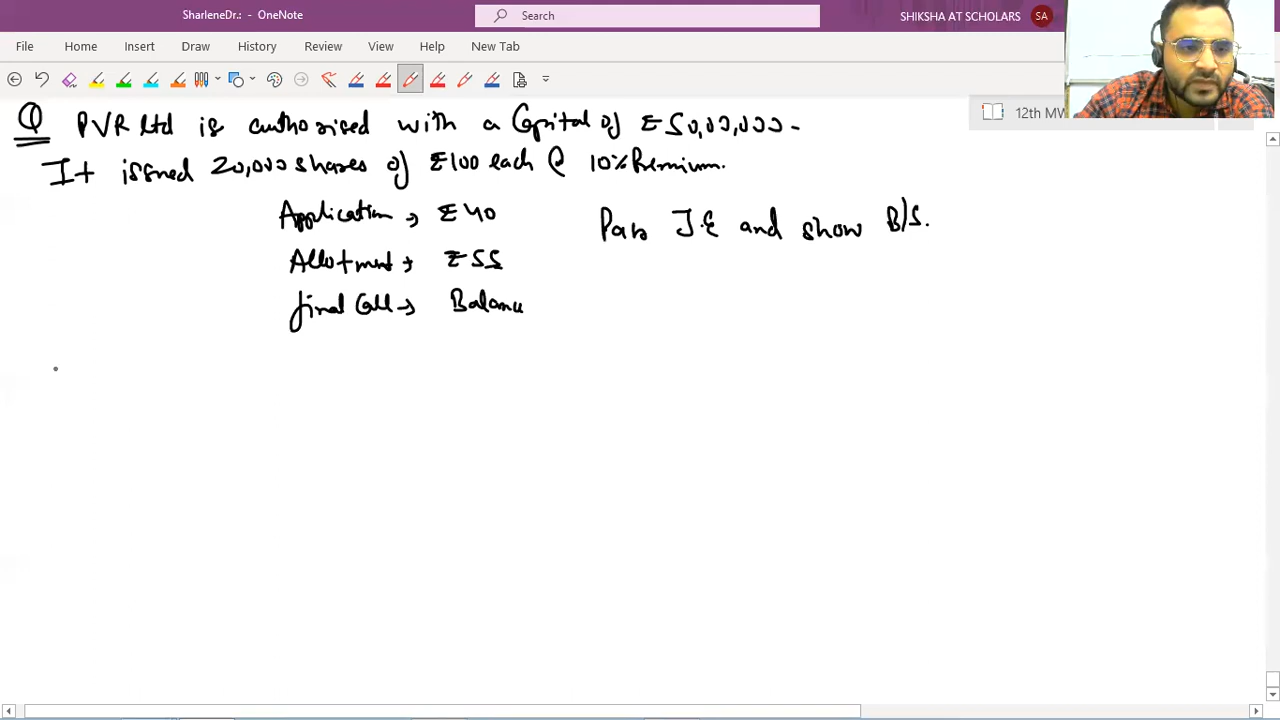 SharleneDr.: - OneNote
Search
SHIKSHA AT SCHOLARS SA
File Home Insert Draw History Review View Help New Tab
12th MW
Q PVR Ltd is authorised with a Capital of ₹50,00,000.
It issued 20,000 shares of ₹100 each @ 10% Premium.
Application → ₹40
Pass J.E and show B/S.
Allotment → ₹55
final Call → Balance